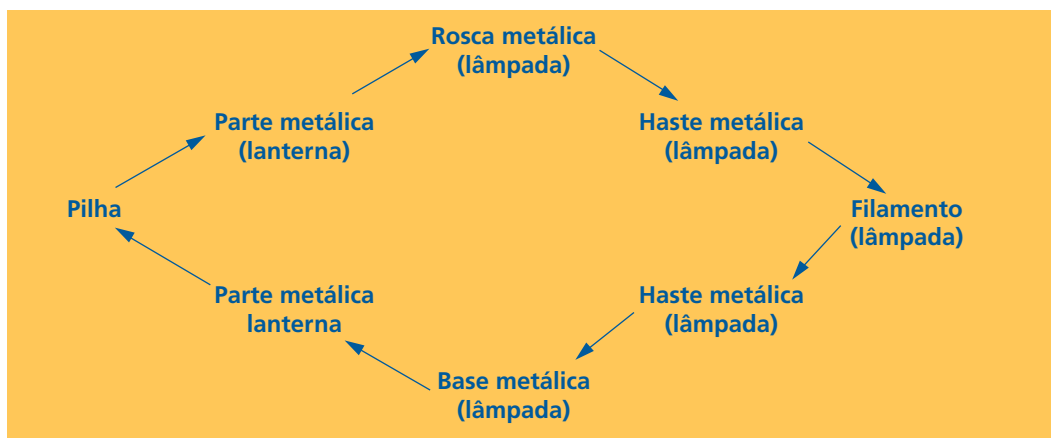 Rosca metálica
(lâmpada)
Parte metálica
(lanterna)
Haste metálica
(lâmpada)
Pilha
Filamento
(lâmpada)
Parte metálica
lanterna
Haste metálica
(lâmpada)
Base metálica
(lâmpada)